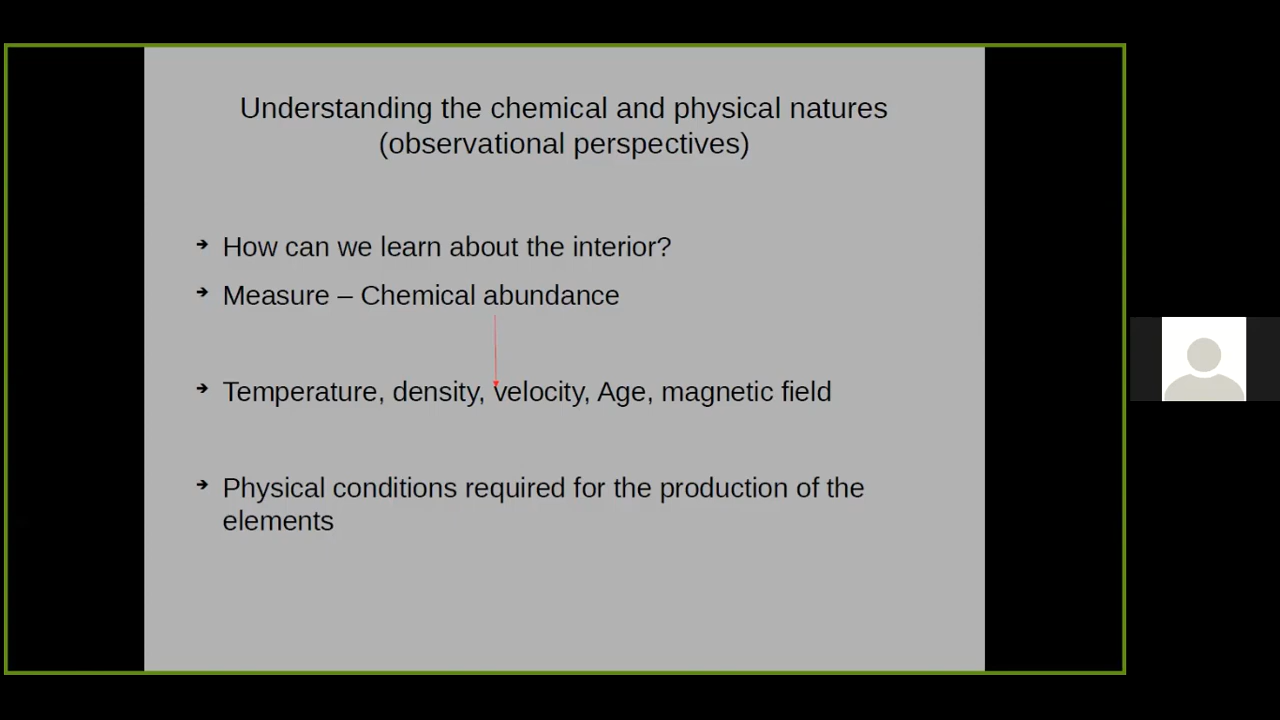 Understanding the chemical and physical natures
(observational perspectives)
How can we learn about the interior?
Measure – Chemical abundance
Temperature, density, velocity, Age, magnetic field
Physical conditions required for the production of the
elements